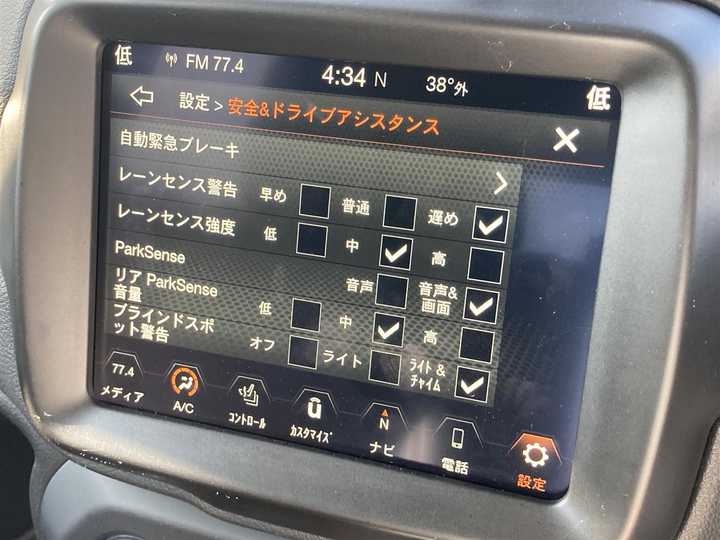 低 FM 77.4 4:34 N 38°外 低
設定 > 安全&ドライブアシスタンス
自動緊急ブレーキ
レーンセンス警告 早め 普通 遅め
レーンセンス強度 低 中 高
ParkSense 音声 音声&
画面
リア ParkSense
音量 低 中 高
ブラインドスポ
ット警告 オフ ライト ライト &
チャイム
77.4
メディア
A/C
コントロール
カスタマイズ
N
ナビ
電話
設定